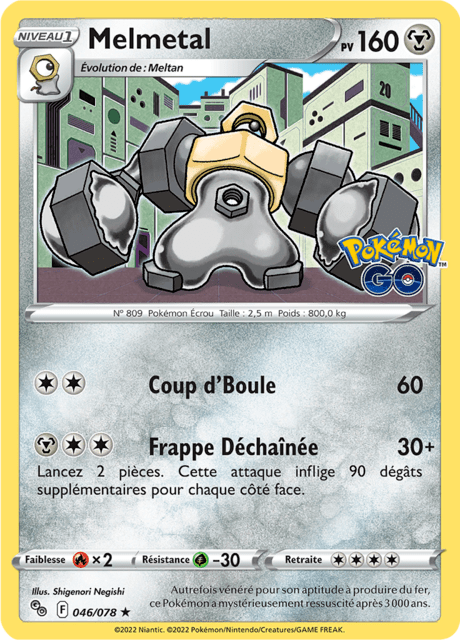 NIVEAU 1
Melmetal
PV 160
Évolution de : Meltan
20
POKÉMON™
GO
N° 809 Pokémon Écrou Taille : 2,5 m Poids : 800,0 kg
Coup d'Boule 60
Frappe Déchaînée 30+
Lancez 2 pièces. Cette attaque inflige 90 dégâts
supplémentaires pour chaque côté face.
Faiblesse ×2 Résistance -30 Retraite
Illus. Shigenori Negishi
Autrefois vénéré pour son aptitude à produire du fer,
ce Pokémon a mystérieusement ressuscité après 3 000 ans.
F 046/078 ★
©2022 Niantic. ©2022 Pokémon/Nintendo/Creatures/GAME FREAK.